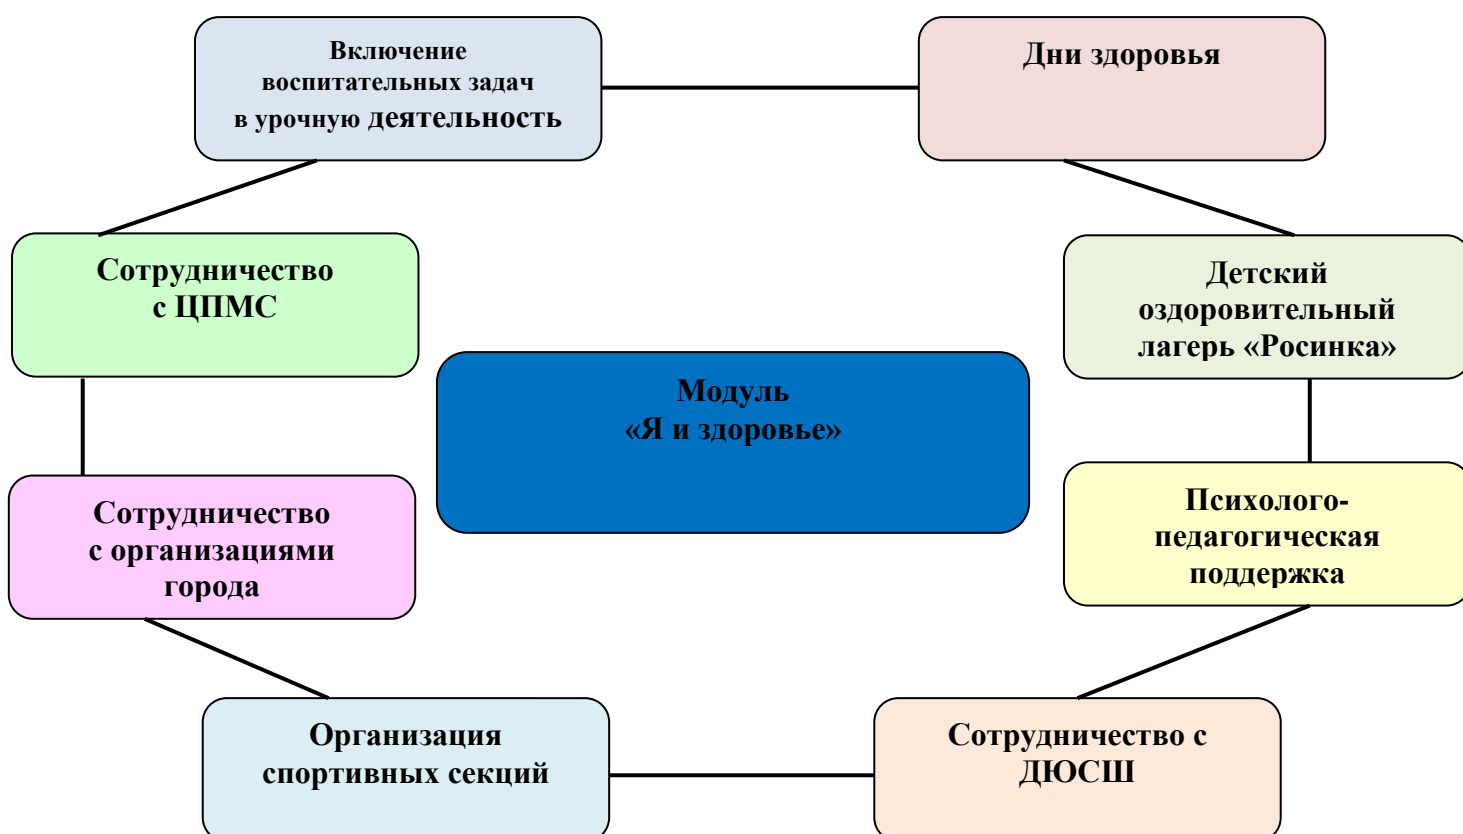 Включение
воспитательных задач
в урочную деятельность
Дни здоровья
Сотрудничество
с ЦПМС
Детский
оздоровительный
лагерь «Росинка»
Модуль
«Я и здоровье»
Сотрудничество
с организациями
города
Психолого-
педагогическая
поддержка
Организация
спортивных секций
Сотрудничество с
ДЮСШ